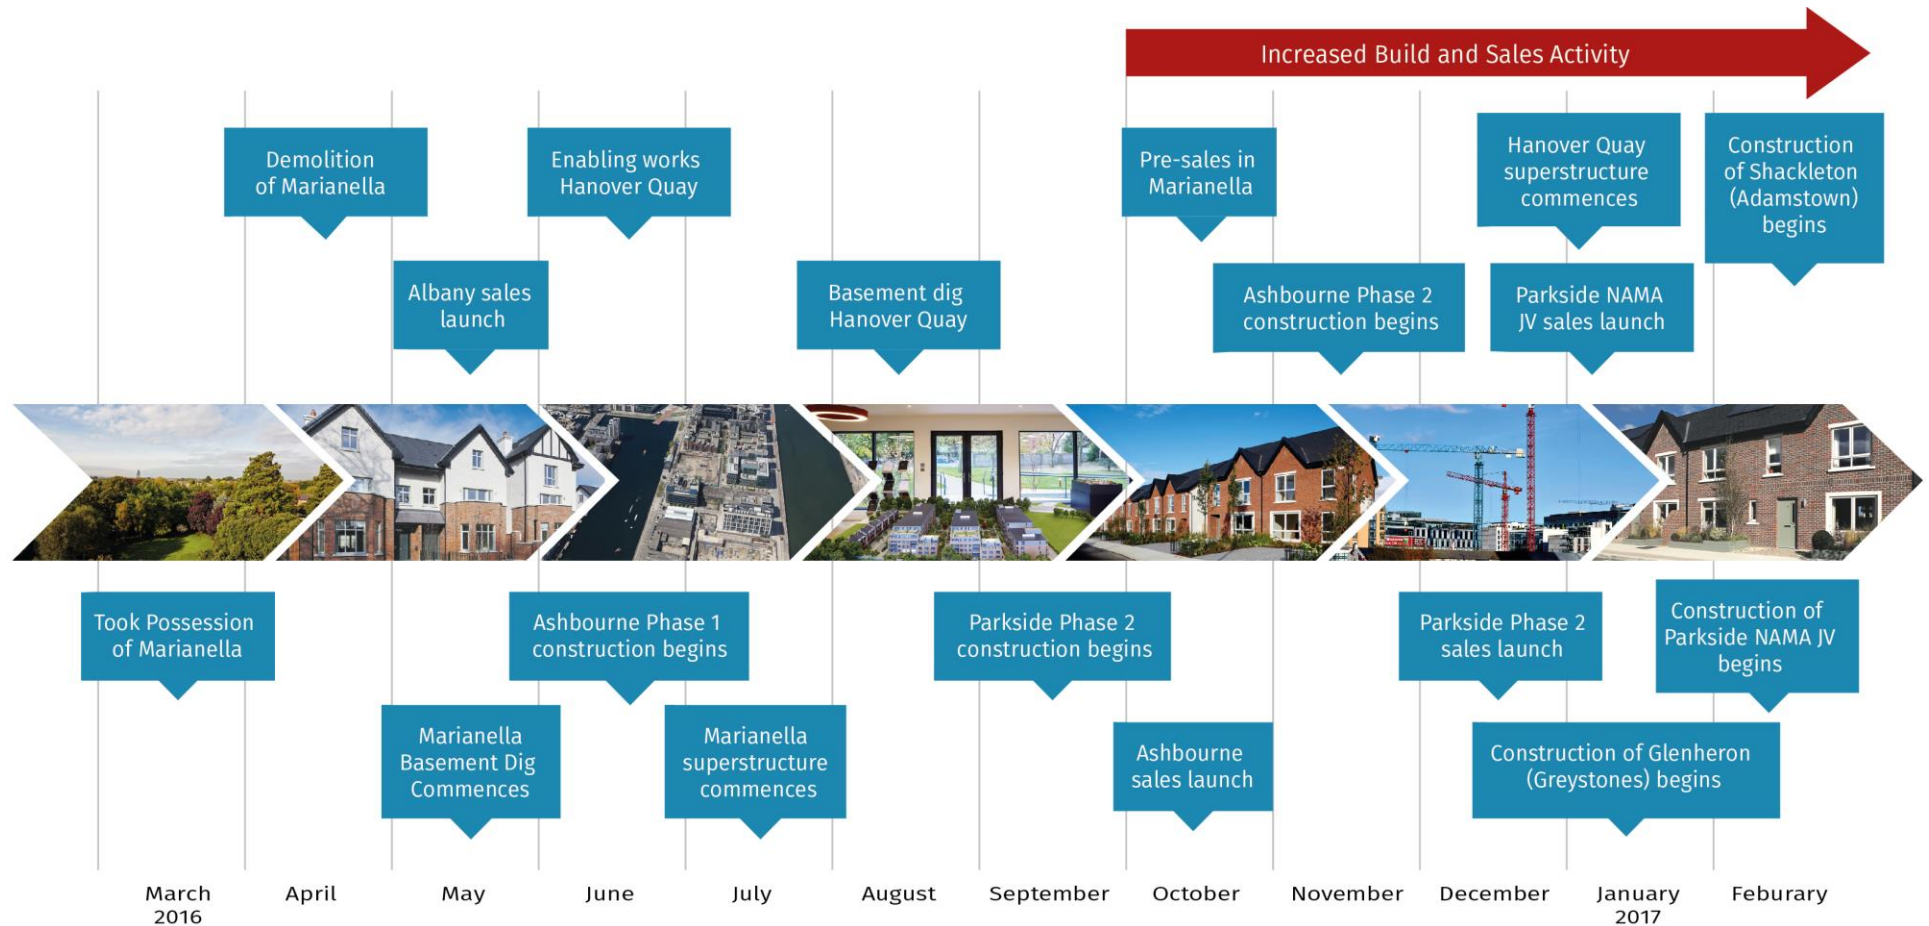 Increased Build and Sales Activity
Demolition
of Marianella
Enabling works
Hanover Quay
Pre-sales in
Marianella
Hanover Quay
superstructure
commences
Construction
of Shackleton
(Adamstown)
begins
Albany sales
launch
Basement dig
Hanover Quay
Ashbourne Phase 2
construction begins
Parkside NAMA
JV sales launch
Took Possession
of Marianella
Ashbourne Phase 1
construction begins
Parkside Phase 2
construction begins
Parkside Phase 2
sales launch
Construction of
Parkside NAMA JV
begins
Marianella
Basement Dig
Commences
Marianella
superstructure
commences
Ashbourne
sales launch
Construction of Glenheron
(Greystones) begins
March
2016
April
May
June
July
August
September
October
November
December
January
2017
Feburary